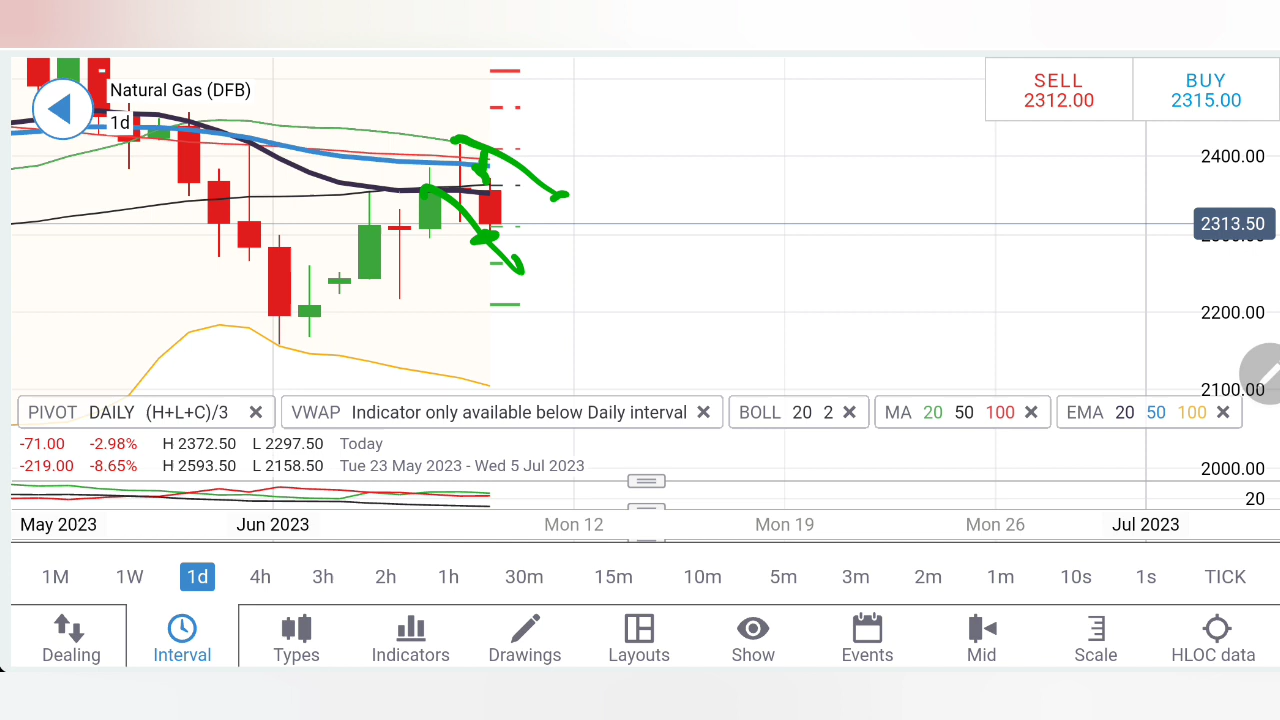 Natural Gas (DFB)
1d
SELL
2312.00
BUY
2315.00
2400.00
2313.50
2200.00
2100.00
PIVOT DAILY (H+L+C)/3
VWAP Indicator only available below Daily interval
BOLL 20 2
MA 20 50 100
EMA 20 50 100
-71.00 -2.98% H 2372.50 L 2297.50 Today
-219.00 -8.65% H 2593.50 L 2158.50 Tue 23 May 2023 - Wed 5 Jul 2023
2000.00
20
May 2023 Jun 2023 Mon 12 Mon 19 Mon 26 Jul 2023
1M 1W 1d 4h 3h 2h 1h 30m 15m 10m 5m 3m 2m 1m 10s 1s TICK
Dealing Interval Types Indicators Drawings Layouts Show Events Mid Scale HLOC data